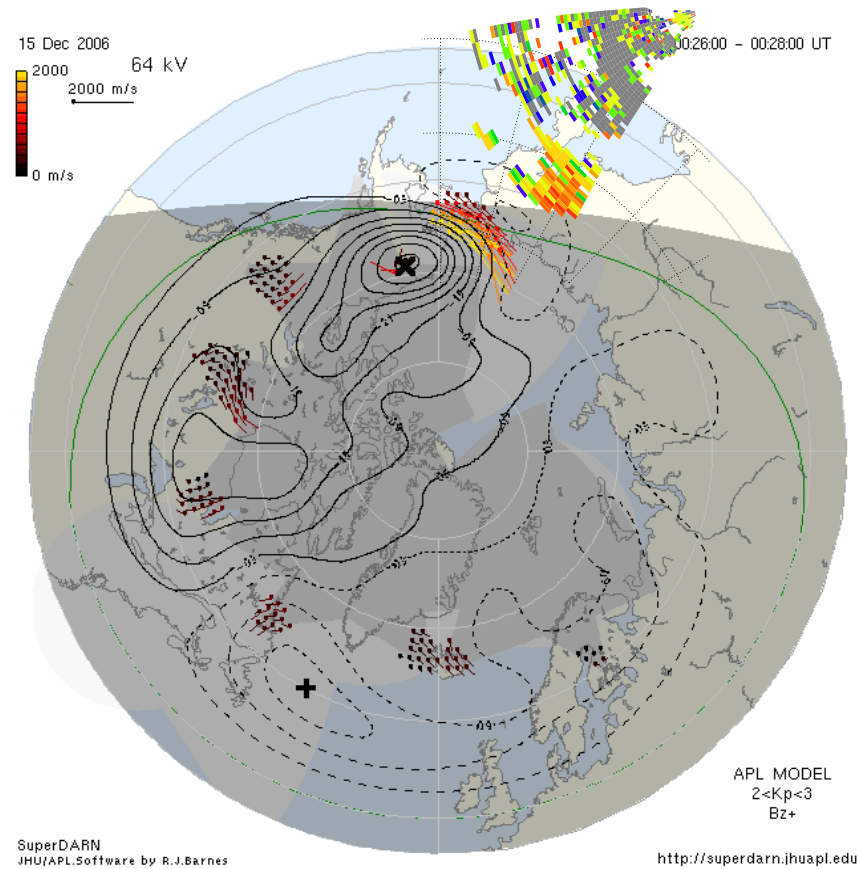 15 Dec 2006
64 kV
00:26:00 - 00:28:00 UT
2000
2000 m/s
0 m/s
APL MODEL
2<Kp<3
Bz+
SuperDARN
JHU/APL.Software by R.J.Barnes
http://superdarn.jhuapl.edu